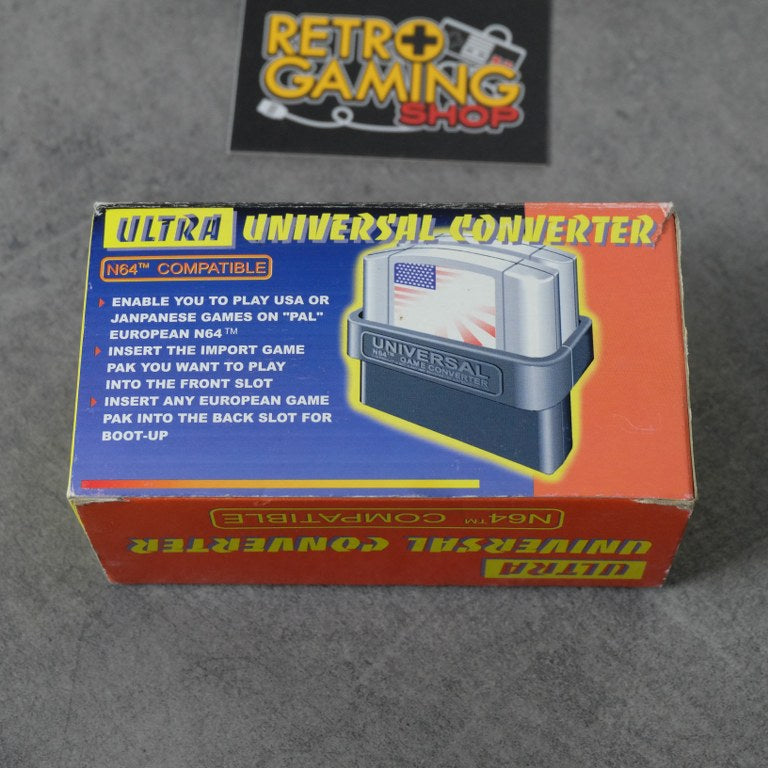 RETRO
GAMING
SHOP
ULTRA UNIVERSAL CONVERTER
N64™ COMPATIBLE
ENABLE YOU TO PLAY USA OR
JANPANESE GAMES ON "PAL"
EUROPEAN N64™
INSERT THE IMPORT GAME
PAK YOU WANT TO PLAY
INTO THE FRONT SLOT
INSERT ANY EUROPEAN GAME
PAK INTO THE BACK SLOT FOR
BOOT-UP
UNIVERSAL
N64™ GAME CONVERTER
N64™ COMPATIBLE
UNIVERSAL CONVERTER
ULTRA